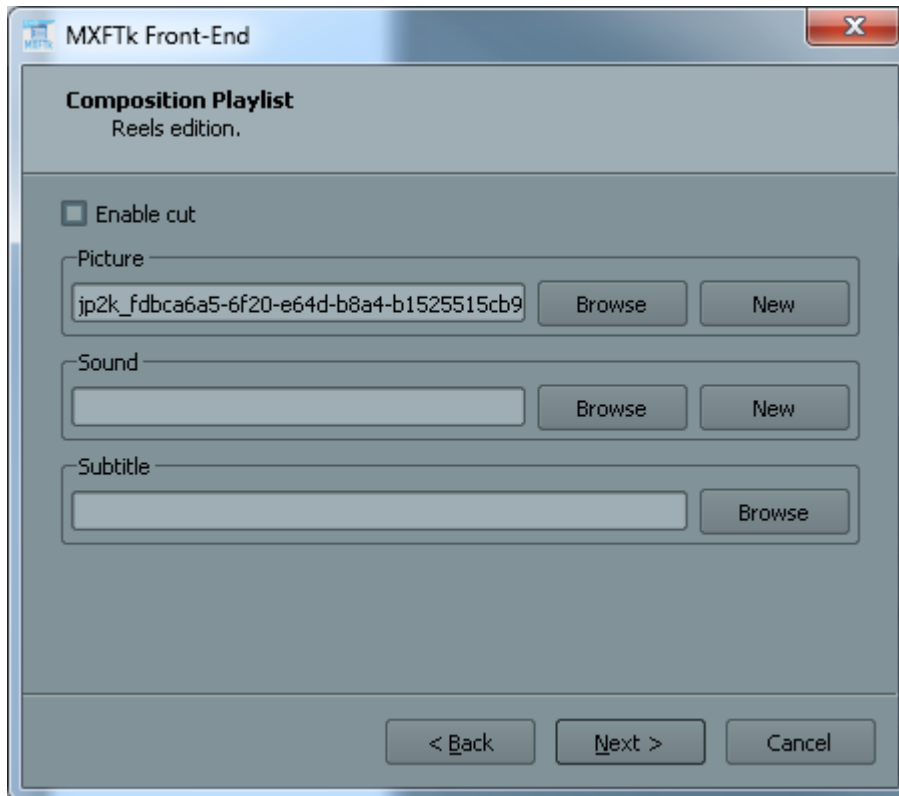 MXFTk Front-End
Composition Playlist
Reels edition.
Enable cut
Picture
jp2k_fdbca6a5-6f20-e64d-b8a4-b1525515cb9
Browse
New
Sound
Browse
New
Subtitle
Browse
< Back
Next >
Cancel